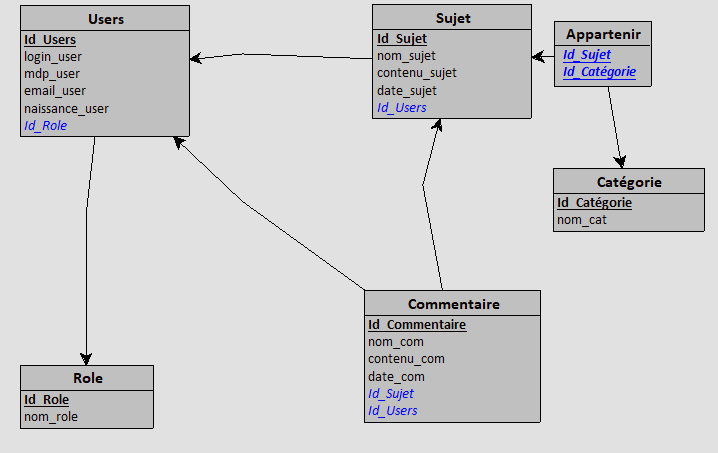 Users
Id_Users
login_user
mdp_user
email_user
naissance_user
Id_Role
Sujet
Id_Sujet
nom_sujet
contenu_sujet
date_sujet
Id_Users
Appartenir
Id_Sujet
Id_Catégorie
Catégorie
Id_Catégorie
nom_cat
Commentaire
Id_Commentaire
nom_com
contenu_com
date_com
Id_Sujet
Id_Users
Role
Id_Role
nom_role